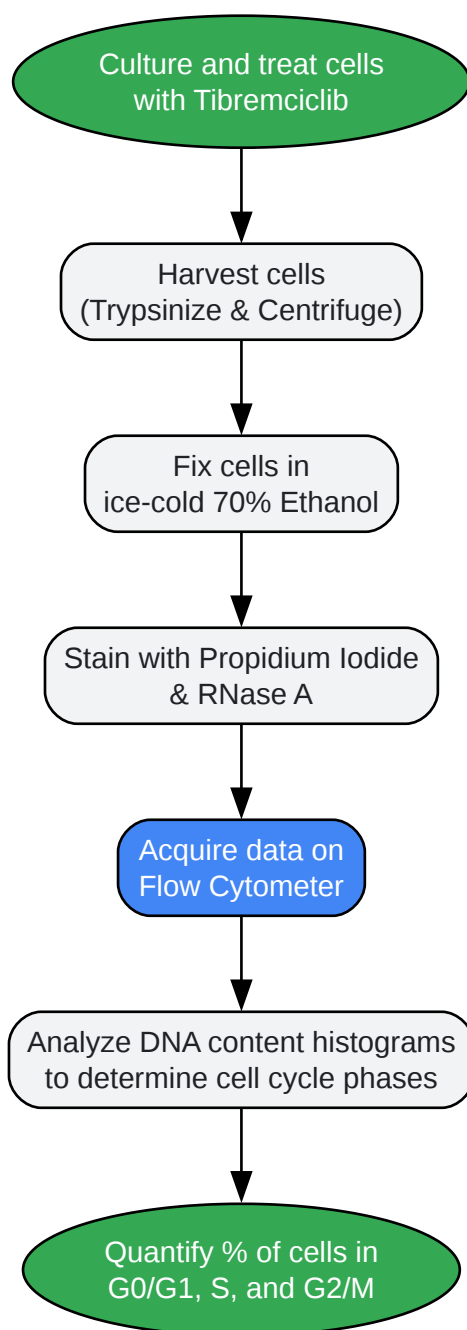 Culture and treat cells
with Tibremciclib
Harvest cells
(Trypsinize & Centrifuge)
Fix cells in
ice-cold 70% Ethanol
Stain with Propidium Iodide
& RNase A
Acquire data on
Flow Cytometer
Analyze DNA content histograms
to determine cell cycle phases
Quantify % of cells in
G0/G1, S, and G2/M